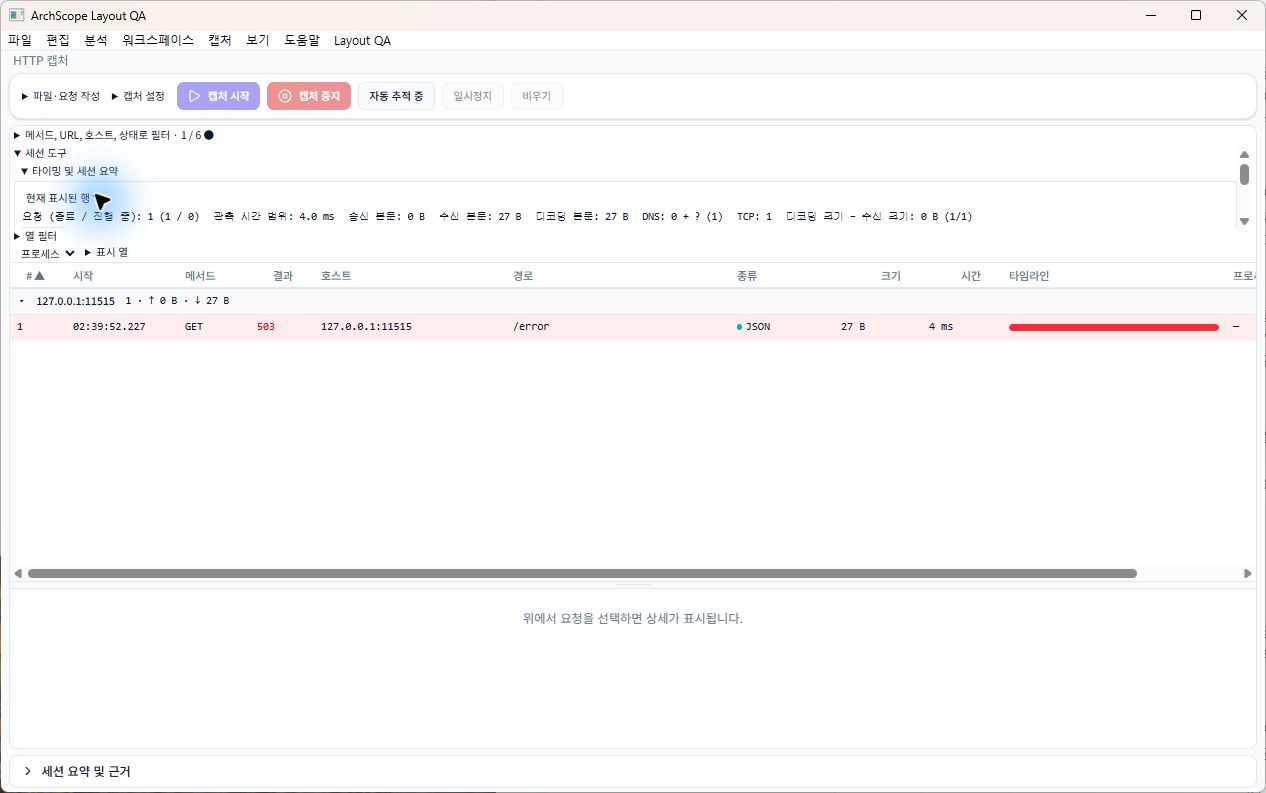 ArchScope Layout QA
파일 편집 분석 워크스페이스 캡처 보기 도움말 Layout QA
HTTP 캡처
▶ 파일·요청 작성 ▶ 캡처 설정 캡처 시작 캡처 중지 자동 추적 중 일시정지 비우기
▶ 메서드, URL, 호스트, 상태로 필터 · 1 / 6 ●
▼ 세션 도구
▼ 타이밍 및 세션 요약
현재 표시된 행
요청 (종료 / 진행 중): 1 (1 / 0) 관측 시간 범위: 4.0 ms 송신 본문: 0 B 수신 본문: 27 B 디코딩 본문: 27 B DNS: 0 + ? (1) TCP: 1 디코딩 크기 - 수신 크기: 0 B (1/1)
▶ 열 필터
프로세스 ▶ 표시 열
# ▲ 시작 메서드 결과 호스트 경로 종류 크기 시간 타임라인 프로세
127.0.0.1:11515 1 · ↑ 0 B · ↓ 27 B
1 02:39:52.227 GET 503 127.0.0.1:11515 /error JSON 27 B 4 ms —
위에서 요청을 선택하면 상세가 표시됩니다.
세션 요약 및 근거